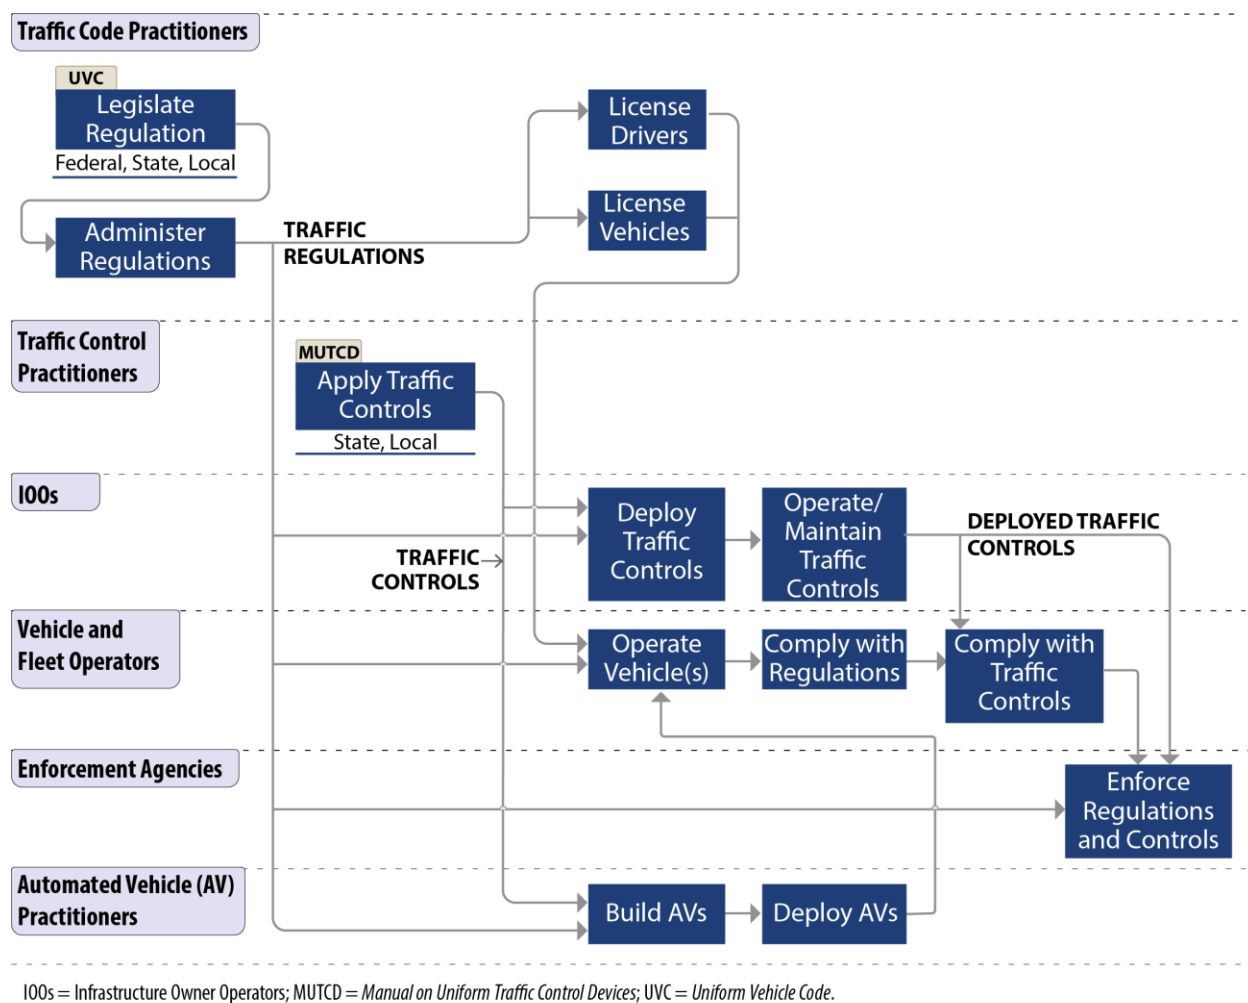 Traffic Code Practitioners
UVC
Legislate
Regulation
Federal, State, Local
License
Drivers
License
Vehicles
Administer
Regulations
TRAFFIC
REGULATIONS
Traffic Control
Practitioners
MUTCD
Apply Traffic
Controls
State, Local
IOOs
Deploy
Traffic
Controls
Operate/
Maintain
Traffic
Controls
DEPLOYED TRAFFIC
CONTROLS
TRAFFIC
CONTROLS
Vehicle and
Fleet Operators
Operate
Vehicle(s)
Comply with
Regulations
Comply with
Traffic
Controls
Enforcement Agencies
Enforce
Regulations
and Controls
Automated Vehicle (AV)
Practitioners
Build AVs
Deploy AVs
IOOs = Infrastructure Owner Operators; MUTCD = Manual on Uniform Traffic Control Devices; UVC = Uniform Vehicle Code.